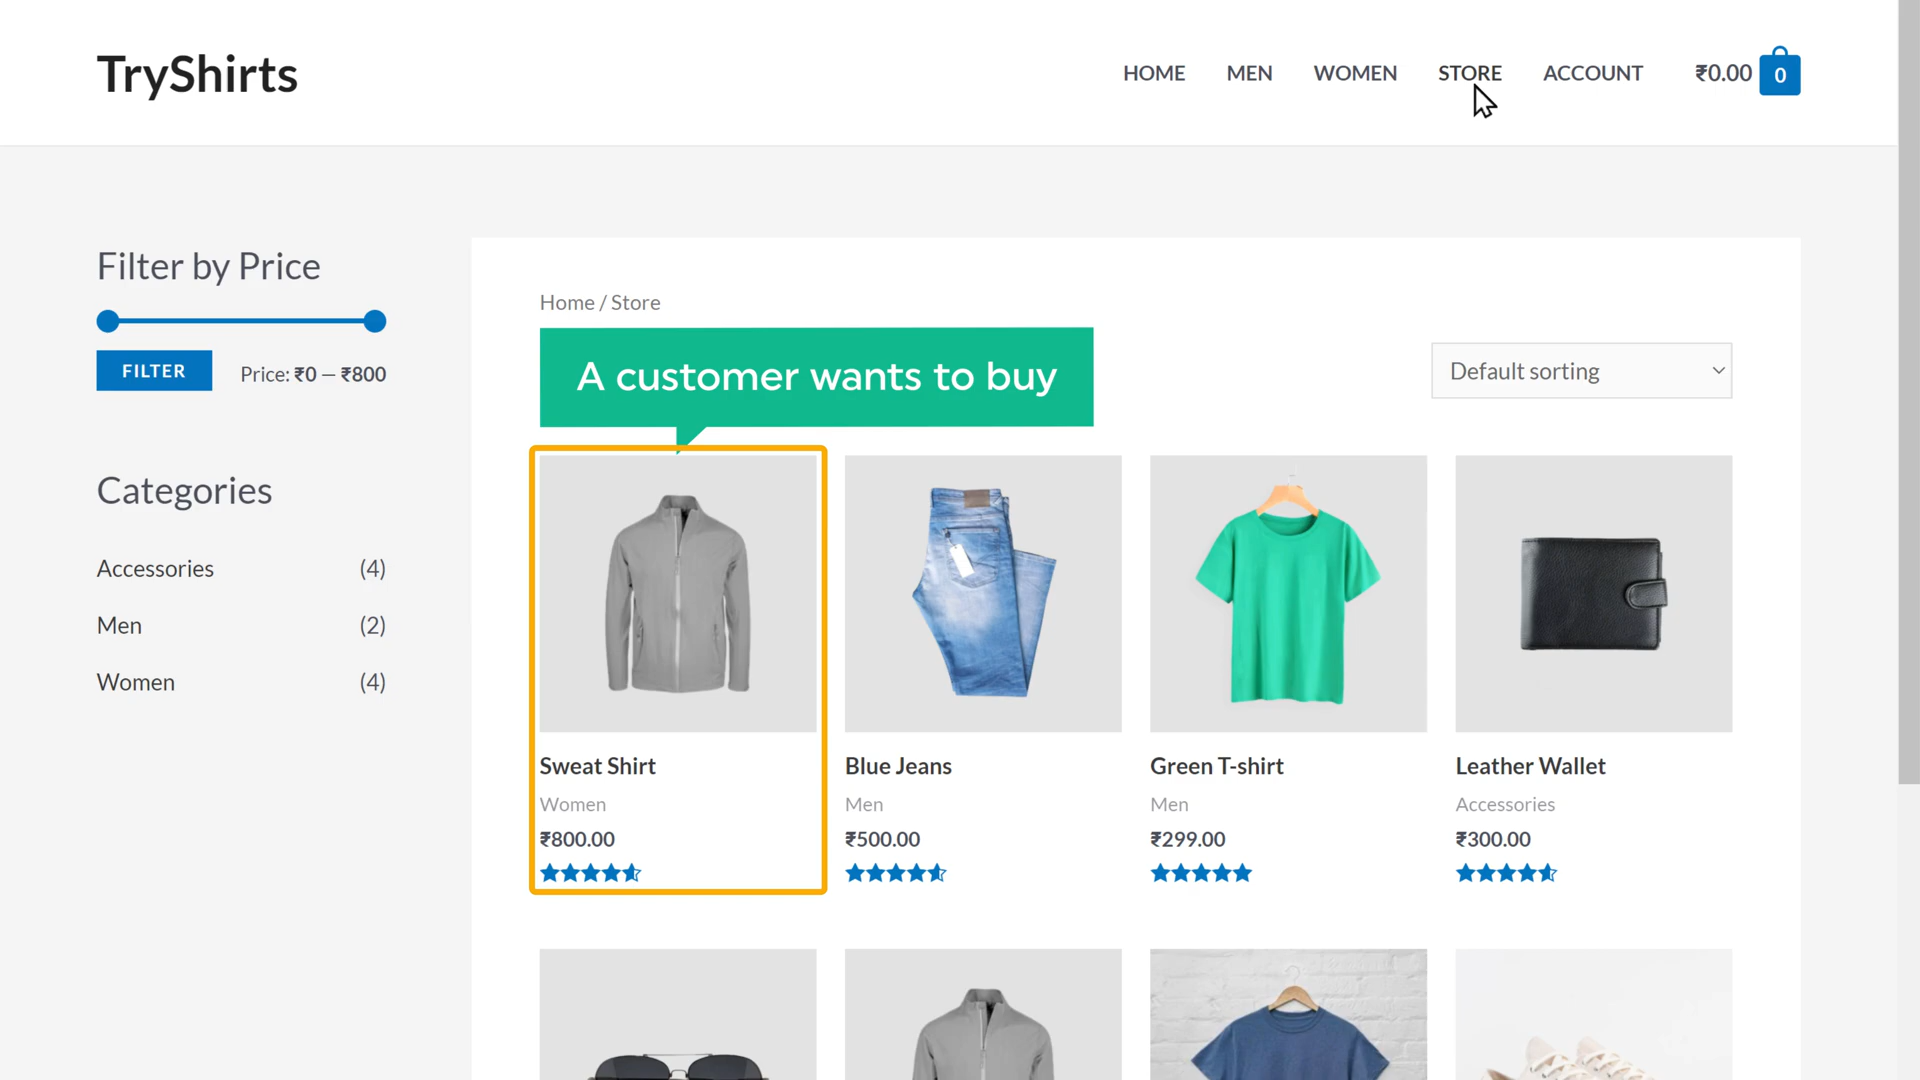 TryShirts
HOME MEN WOMEN STORE ACCOUNT ₹0.00 0
Filter by Price
FILTER Price: ₹0 — ₹800
Categories
Accessories (4)
Men (2)
Women (4)
Home / Store
A customer wants to buy
Default sorting
Sweat Shirt
Women
₹800.00
Blue Jeans
Men
₹500.00
Green T-shirt
Men
₹299.00
Leather Wallet
Accessories
₹300.00